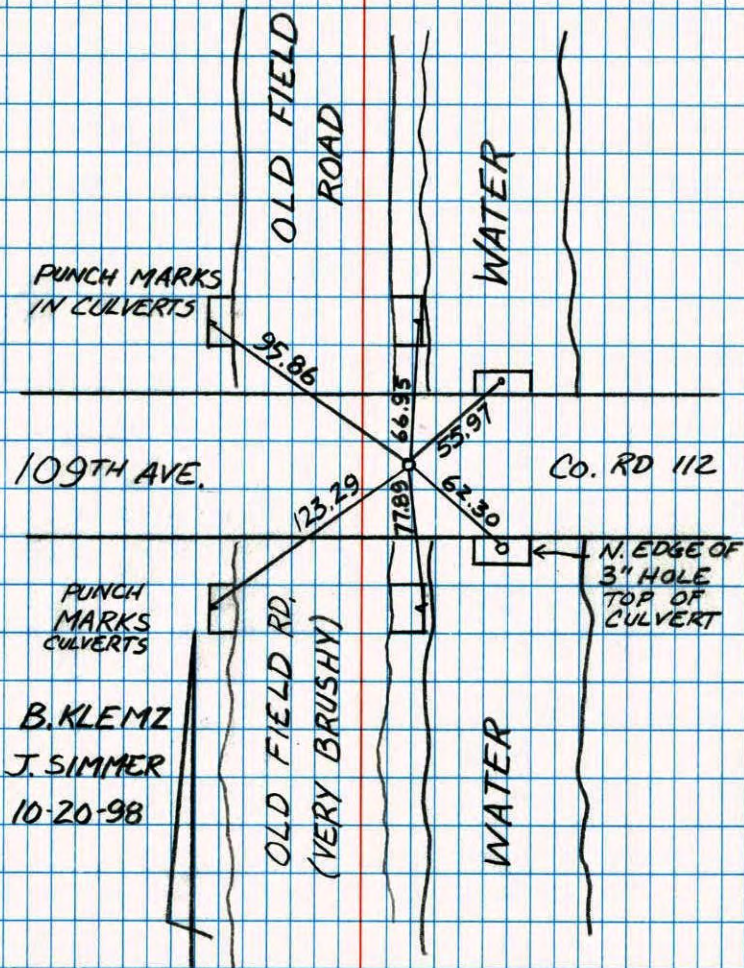 OLD FIELD
ROAD
WATER
PUNCH MARKS
IN CULVERTS
95.86
66.95
55.97
109TH AVE.
CO. RD 112
123.29
77.89
62.30
N. EDGE OF
3" HOLE
TOP OF
CULVERT
PUNCH
MARKS
CULVERTS
OLD FIELD RD.
(VERY BRUSHY)
WATER
B. KLEMZ
J. SIMMER
10-20-98